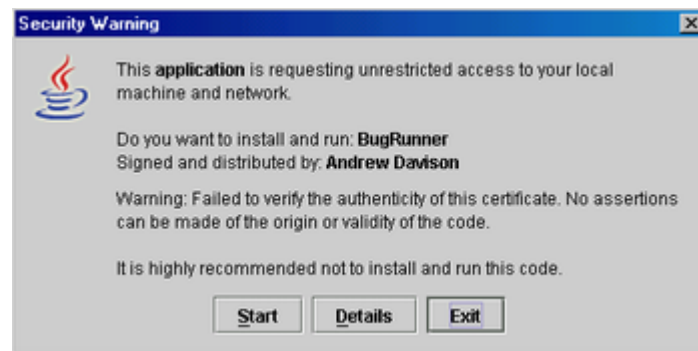 Security Warning
This application is requesting unrestricted access to your local
machine and network.
Do you want to install and run: BugRunner
Signed and distributed by: Andrew Davison
Warning: Failed to verify the authenticity of this certificate. No assertions
can be made of the origin or validity of the code.
It is highly recommended not to install and run this code.
Start Details Exit